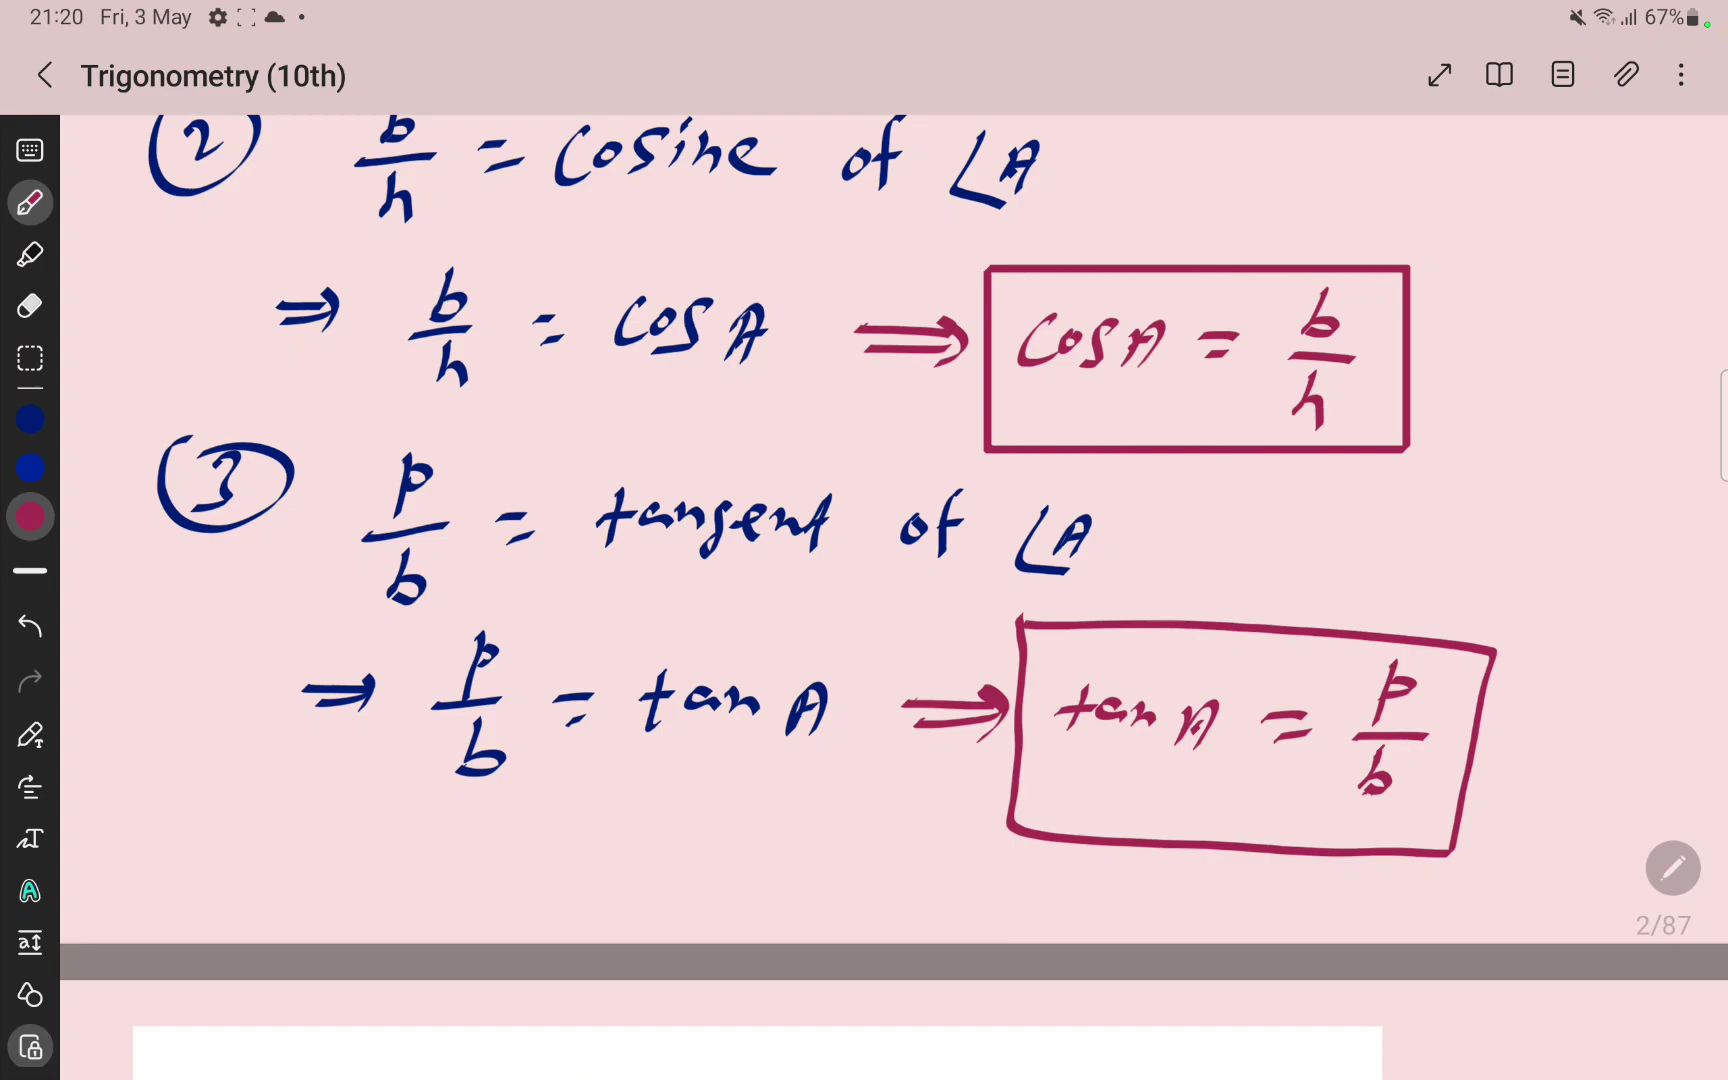 21:20 Fri, 3 May 67%
Trigonometry (10th)
② b/h = cosine of ∠A
⇒ b/h = cos A ⇒ cos A = b/h
③ p/b = tangent of ∠A
⇒ p/b = tan A ⇒ tan A = p/b
2/87